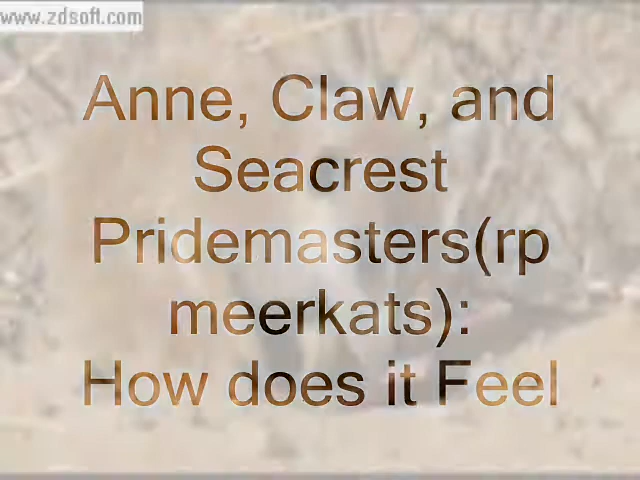 www.zdsoft.com
Anne, Claw, and
Seacrest
Pridemasters(rp
meerkats):
How does it Feel